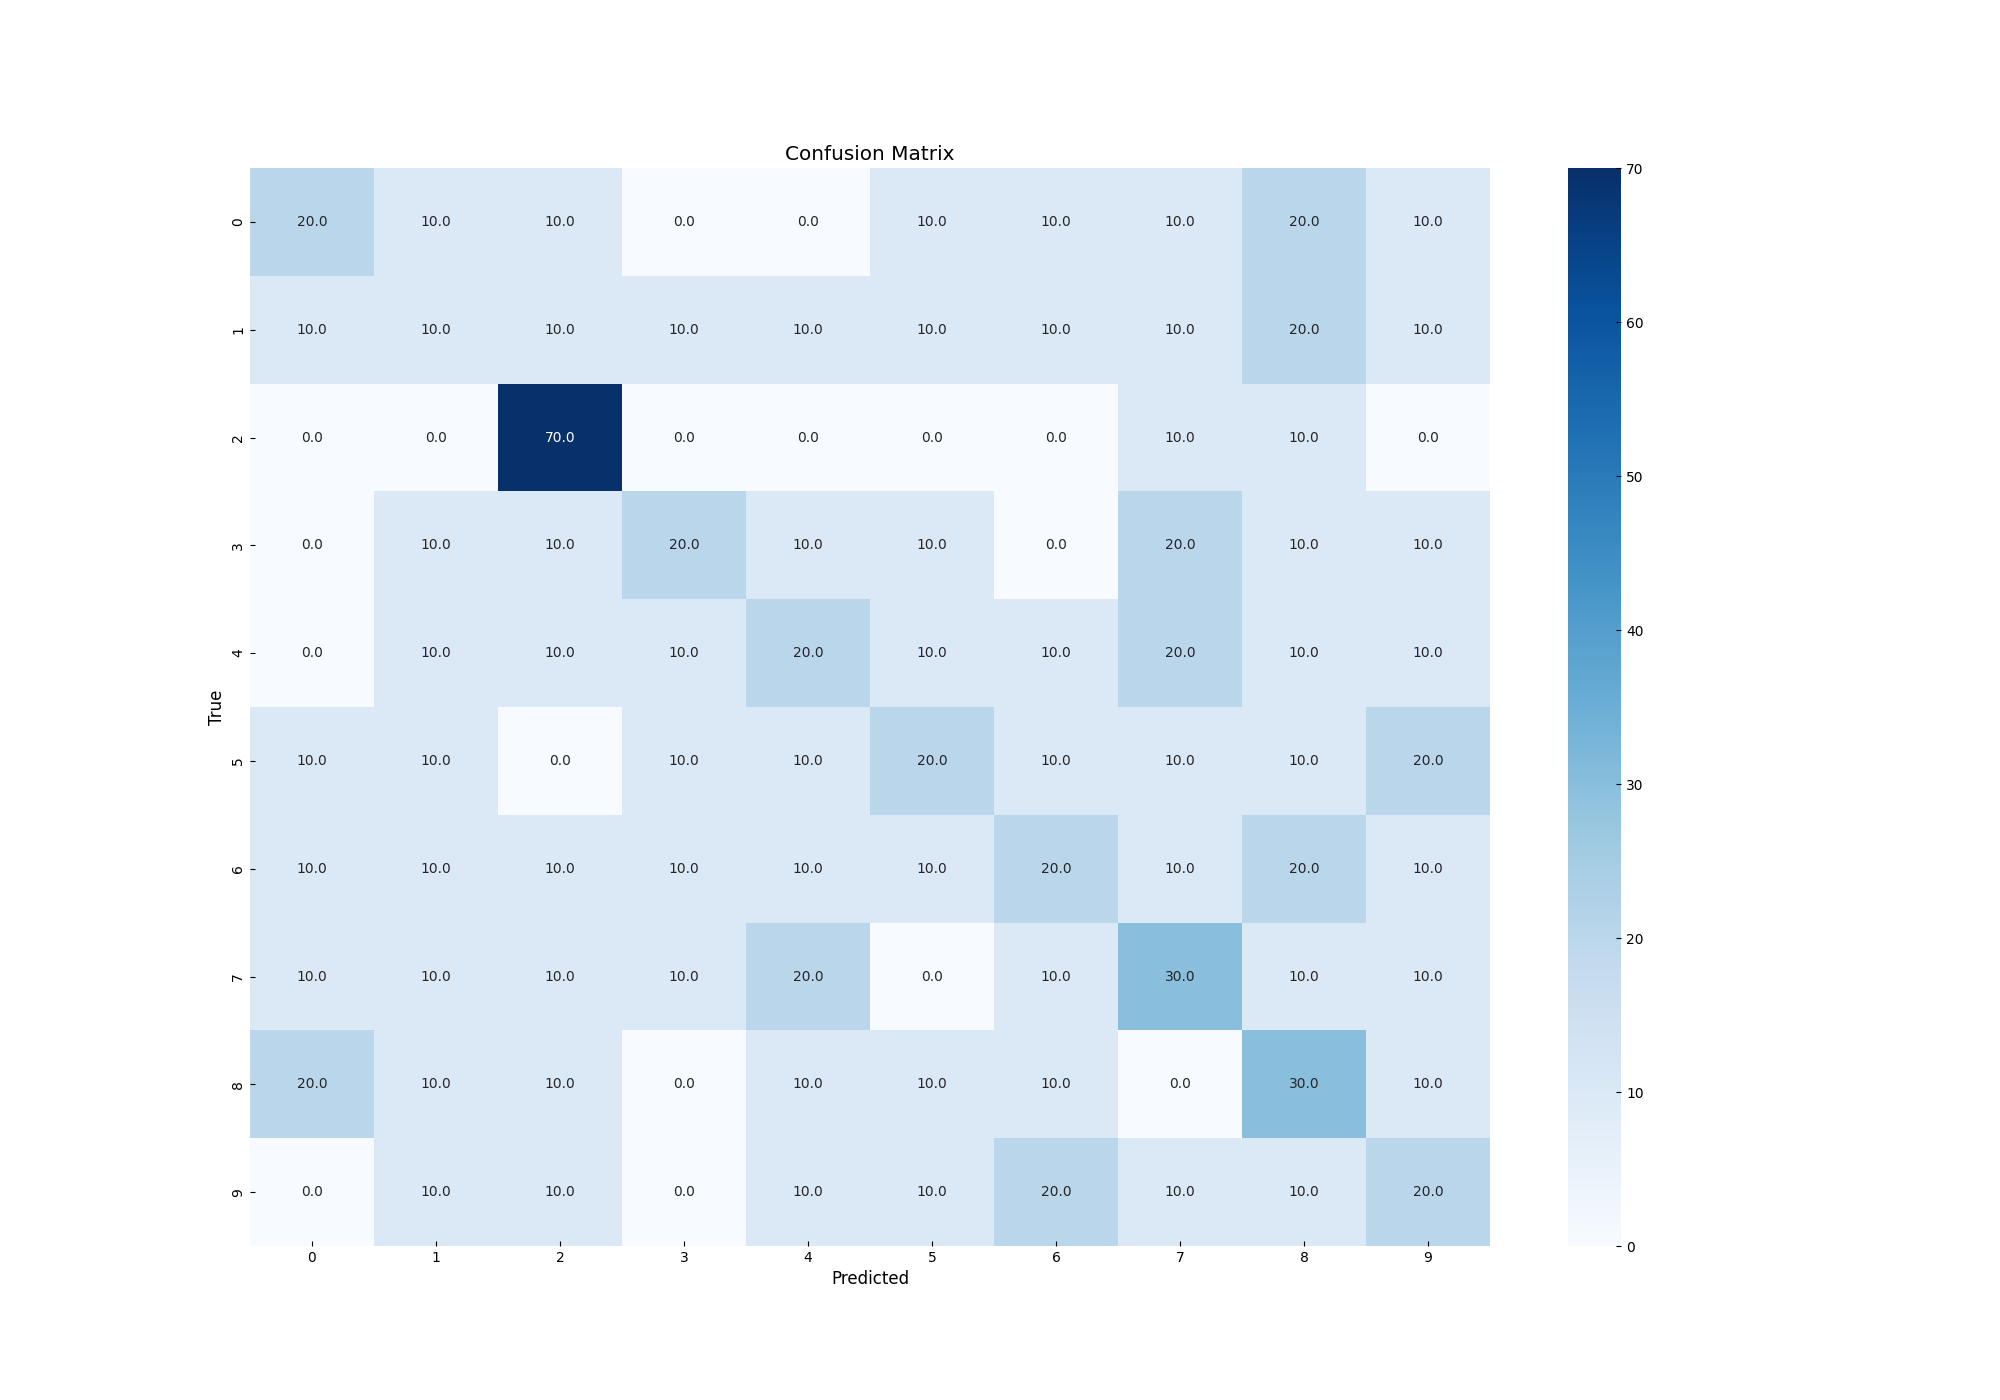 Confusion Matrix
0 20.0 10.0 10.0 0.0 0.0 10.0 10.0 10.0 20.0 10.0
1 10.0 10.0 10.0 10.0 10.0 10.0 10.0 10.0 20.0 10.0
2 0.0 0.0 70.0 0.0 0.0 0.0 0.0 10.0 10.0 0.0
3 0.0 10.0 10.0 20.0 10.0 10.0 0.0 20.0 10.0 10.0
4 0.0 10.0 10.0 10.0 20.0 10.0 10.0 20.0 10.0 10.0
5 10.0 10.0 0.0 10.0 10.0 20.0 10.0 10.0 10.0 20.0
6 10.0 10.0 10.0 10.0 10.0 10.0 20.0 10.0 20.0 10.0
7 10.0 10.0 10.0 10.0 20.0 0.0 10.0 30.0 10.0 10.0
8 20.0 10.0 10.0 0.0 10.0 10.0 10.0 0.0 30.0 10.0
9 0.0 10.0 10.0 0.0 10.0 10.0 20.0 10.0 10.0 20.0
0 1 2 3 4 5 6 7 8 9
Predicted
True
70
60
50
40
30
20
10
0